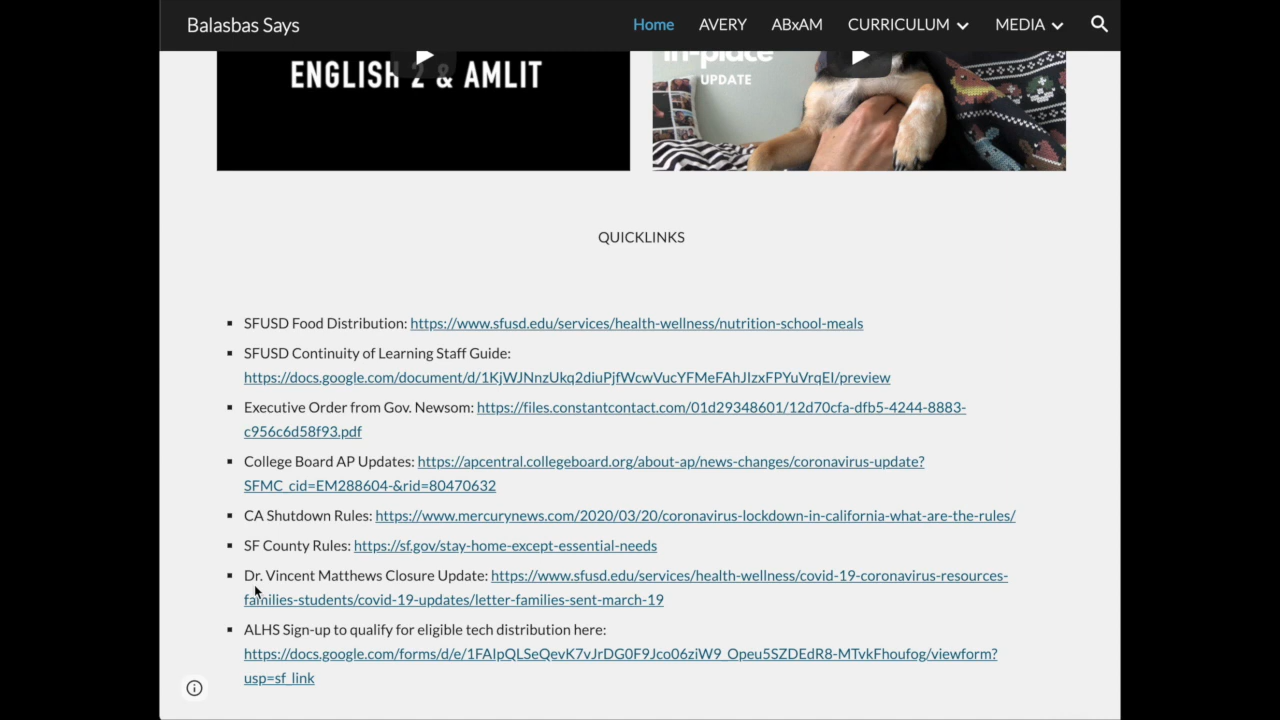 Balasbas Says
Home AVERY ABxAM CURRICULUM MEDIA
ENGLISH 2 & AMLIT
in-place
UPDATE
QUICKLINKS
SFUSD Food Distribution: https://www.sfusd.edu/services/health-wellness/nutrition-school-meals
SFUSD Continuity of Learning Staff Guide:
https://docs.google.com/document/d/1KjWJNnzUkq2diuPjfWcwVucYFMeFAhJIzxFPYuVrqEI/preview
Executive Order from Gov. Newsom: https://files.constantcontact.com/01d29348601/12d70cfa-dfb5-4244-8883-
c956c6d58f93.pdf
College Board AP Updates: https://apcentral.collegeboard.org/about-ap/news-changes/coronavirus-update?
SFMC_cid=EM288604-&rid=80470632
CA Shutdown Rules: https://www.mercurynews.com/2020/03/20/coronavirus-lockdown-in-california-what-are-the-rules/
SF County Rules: https://sf.gov/stay-home-except-essential-needs
Dr. Vincent Matthews Closure Update: https://www.sfusd.edu/services/health-wellness/covid-19-coronavirus-resources-
families-students/covid-19-updates/letter-families-sent-march-19
ALHS Sign-up to qualify for eligible tech distribution here:
https://docs.google.com/forms/d/e/1FAIpQLSeQevK7vJrDG0F9Jco06ziW9_Opeu5SZDEdR8-MTvkFhoufog/viewform?
usp=sf_link